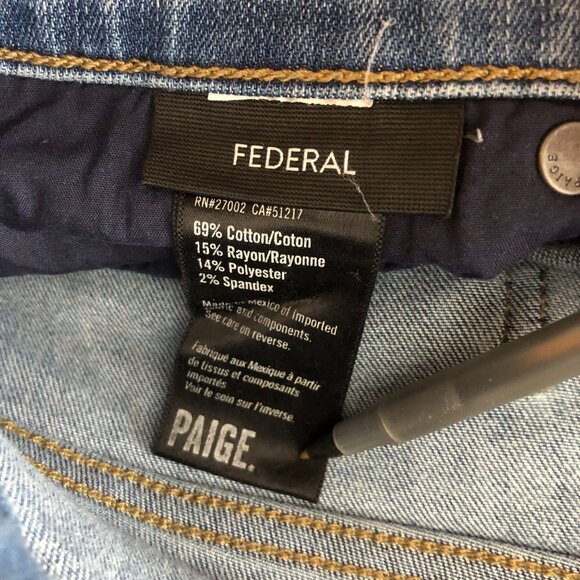 FEDERAL
PAIGE
RN#27002 CA#51217
69% Cotton/Coton
15% Rayon/Rayonne
14% Polyester
2% Spandex
Made in Mexico of imported
fabric and components.
See care on reverse.
Fabriqué aux Mexique à partir
de tissus et composants
importés
Voir le soin sur l'inverse.
PAIGE.